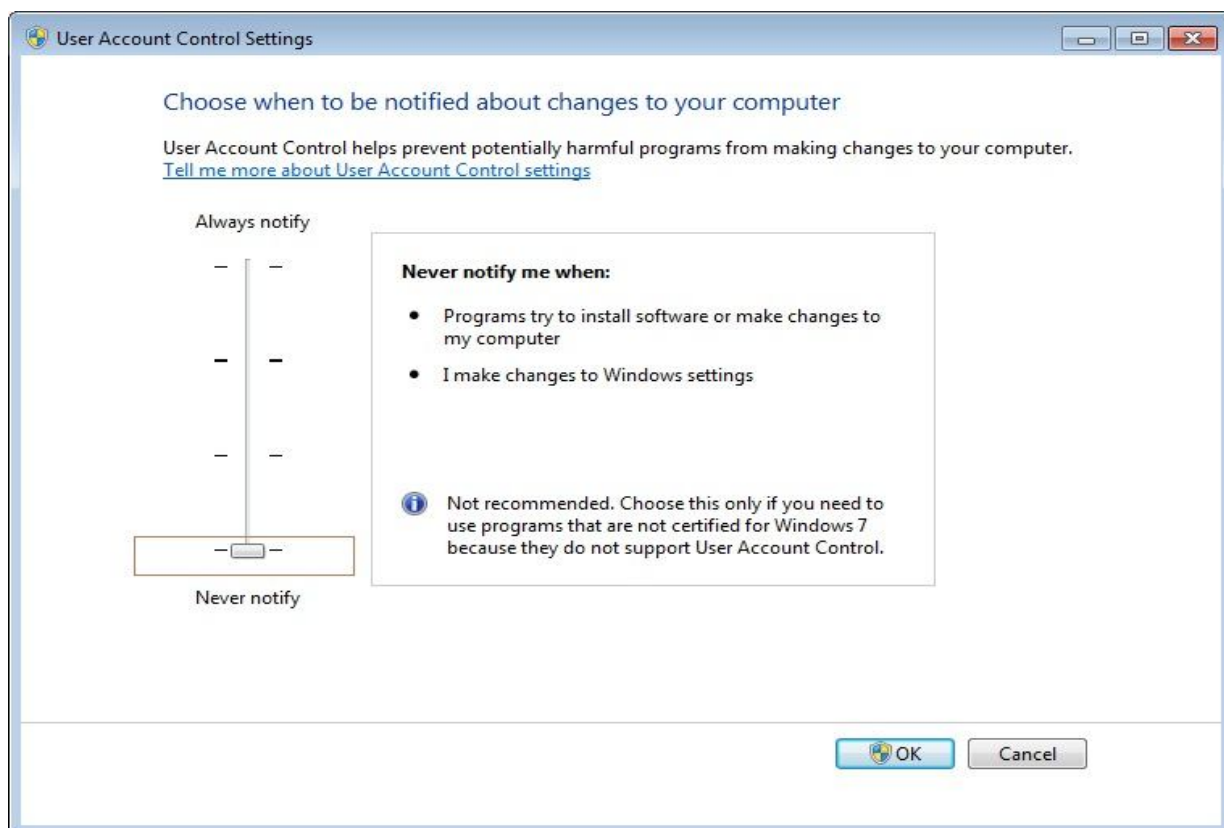 User Account Control Settings
Choose when to be notified about changes to your computer
User Account Control helps prevent potentially harmful programs from making changes to your computer.
Tell me more about User Account Control settings
Always notify
Never notify me when:
• Programs try to install software or make changes to
my computer
• I make changes to Windows settings
Not recommended. Choose this only if you need to
use programs that are not certified for Windows 7
because they do not support User Account Control.
Never notify
OK
Cancel